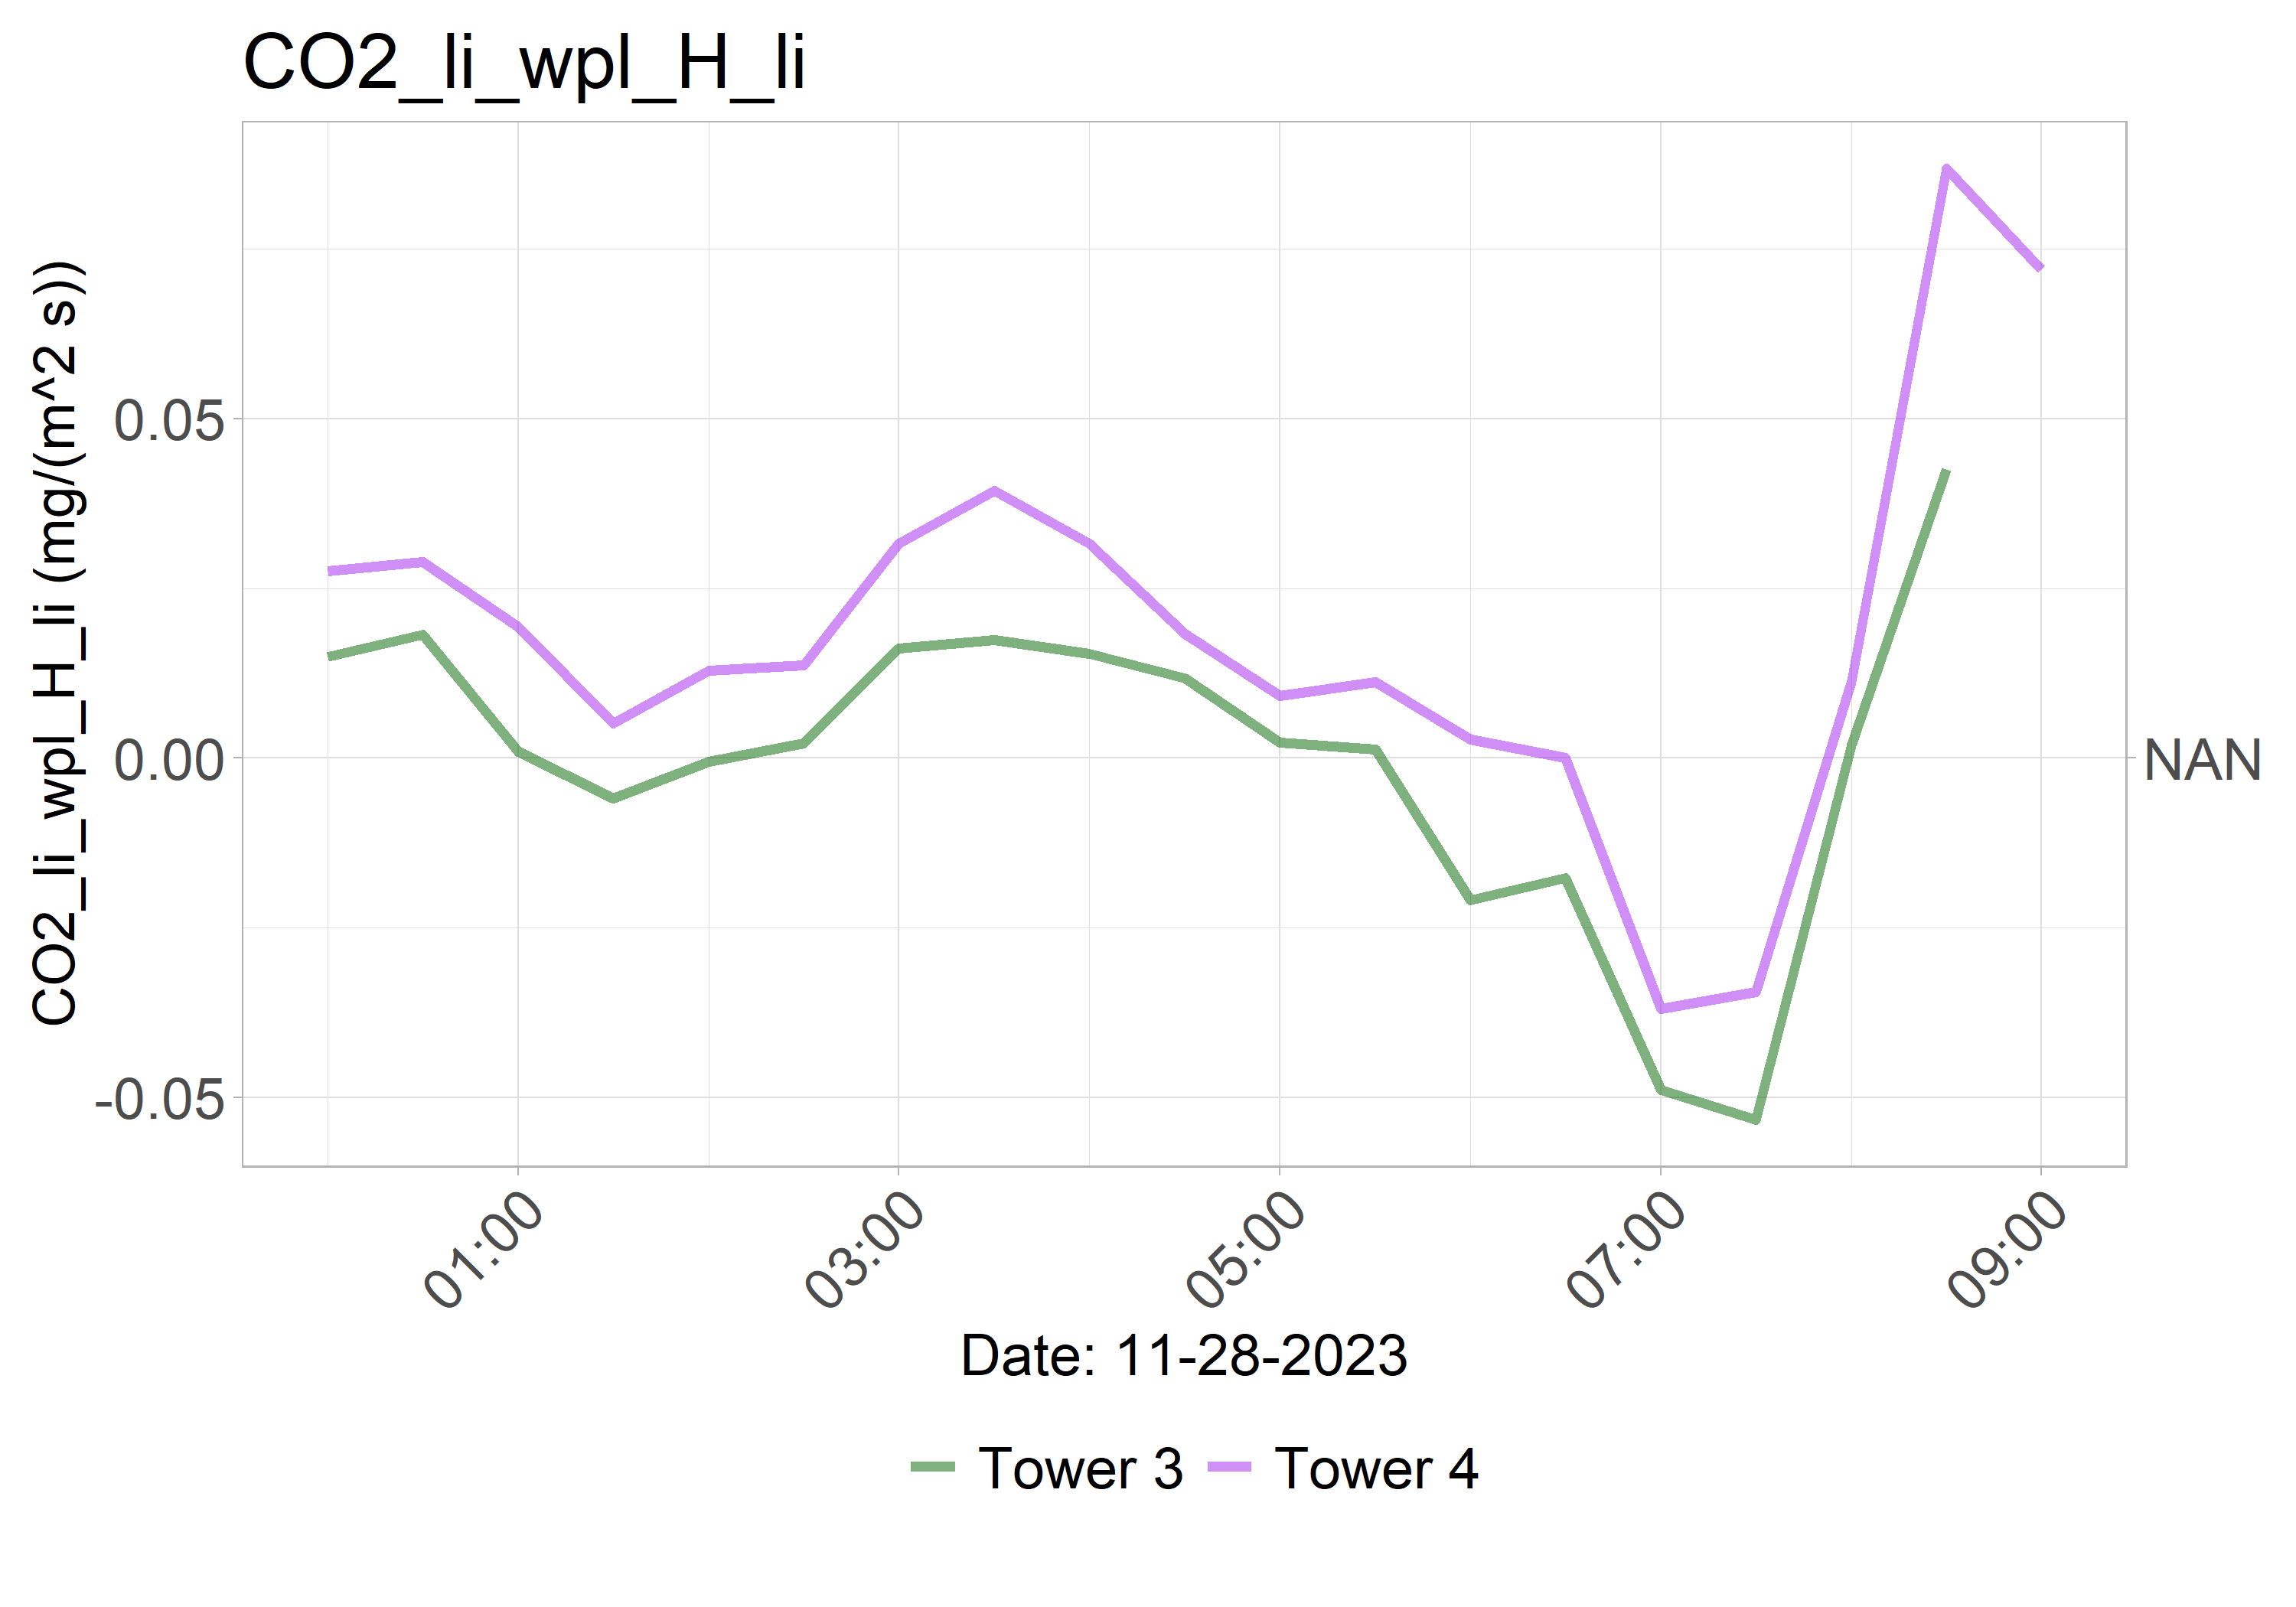 CO2_li_wpl_H_li
CO2_li_wpl_H_li (mg/(m^2 s))
0.05
0.00
-0.05
NAN
01:00
03:00
05:00
07:00
09:00
Date: 11-28-2023
Tower 3
Tower 4